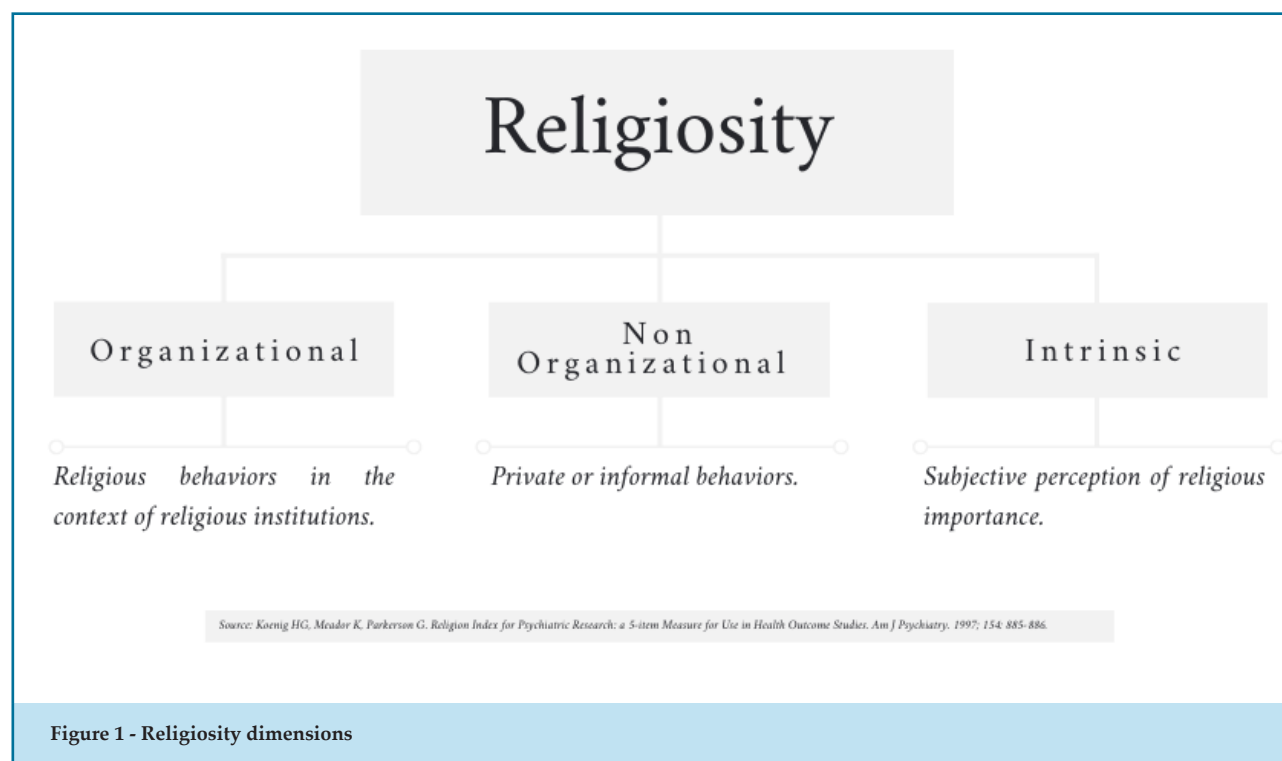 Religiosity
Organizational
Non
Organizational
Intrinsic
Religious behaviors in the
context of religious institutions.
Private or informal behaviors.
Subjective perception of religious
importance.
Source: Koenig HG, Meador K, Parkerson G. Religion Index for Psychiatric Research: a 5-item Measure for Use in Health Outcome Studies. Am J Psychiatry. 1997; 154: 885-886.
Figure 1 - Religiosity dimensions